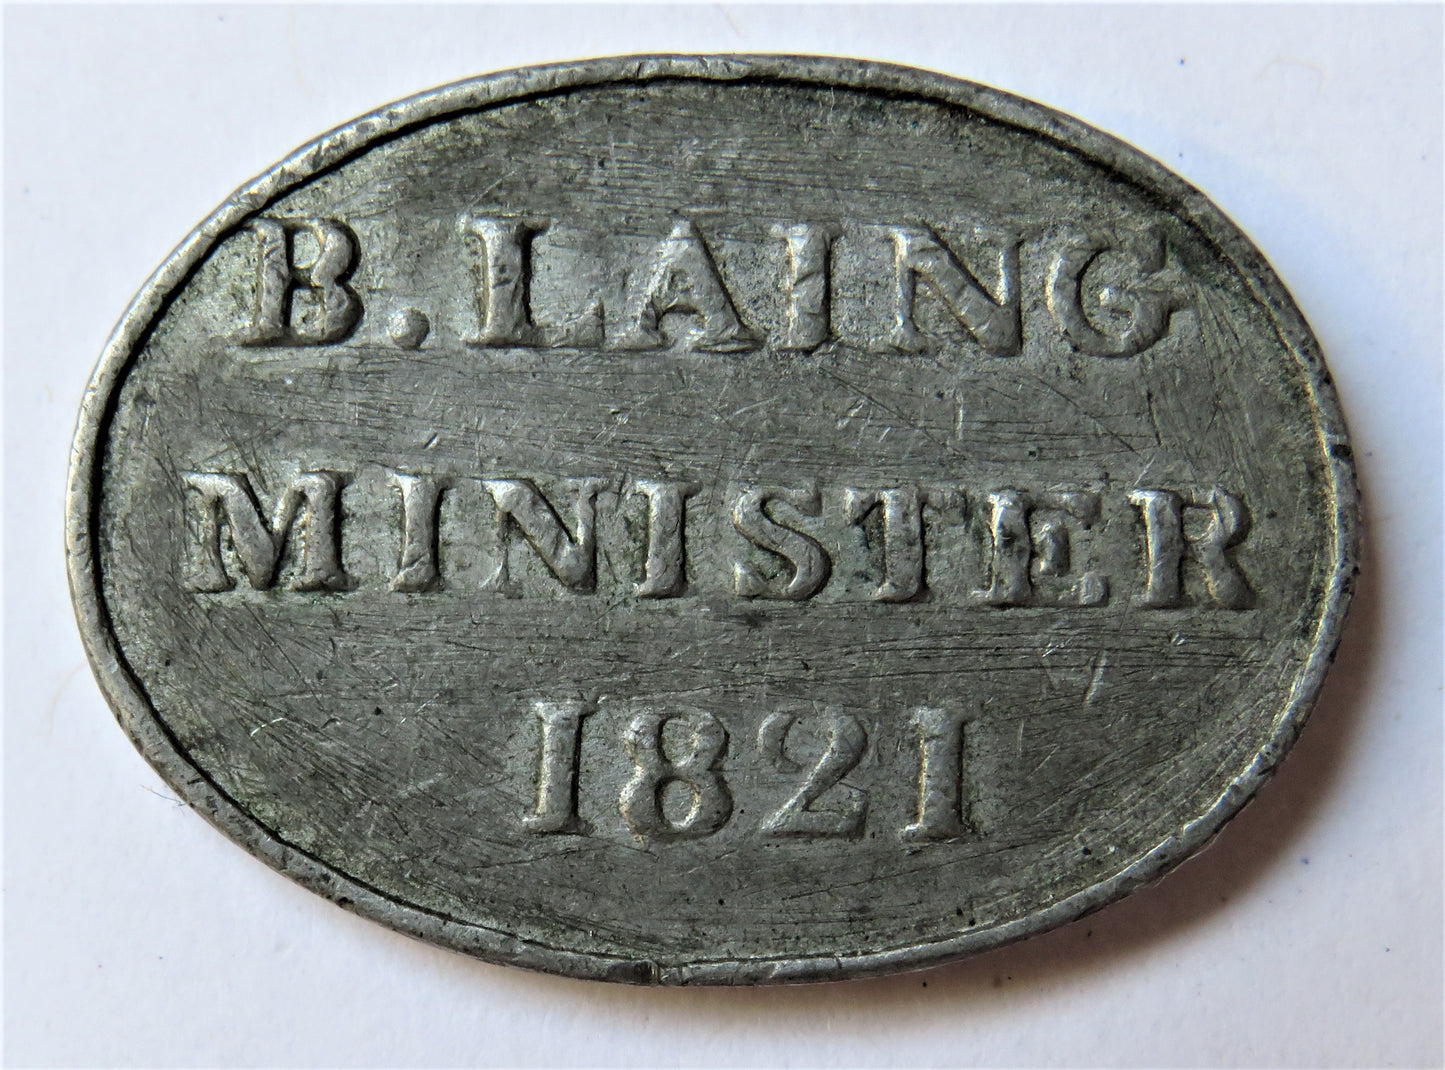 B. LAING
MINISTER
1821